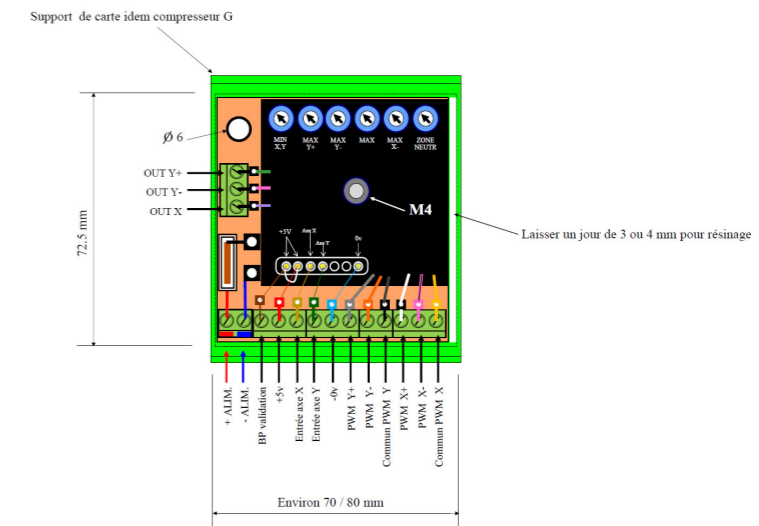 Support de carte idem compresseur G
Ø 6
MIN X,Y
MAX Y+
MAX Y-
MAX
MAX X-
ZONE NEUTR
OUT Y+
OUT Y-
OUT X
M4
72.5 mm
Laisser un jour de 3 ou 4 mm pour résinage
+5V
Axe X
Axe Y
0v
+ ALIM.
- ALIM.
BP validation
+5v
Entrée axe X
Entrée axe Y
-0v
PWM Y+
PWM Y-
Commun PWM Y
PWM X+
PWM X-
Commun PWM X
Environ 70 / 80 mm